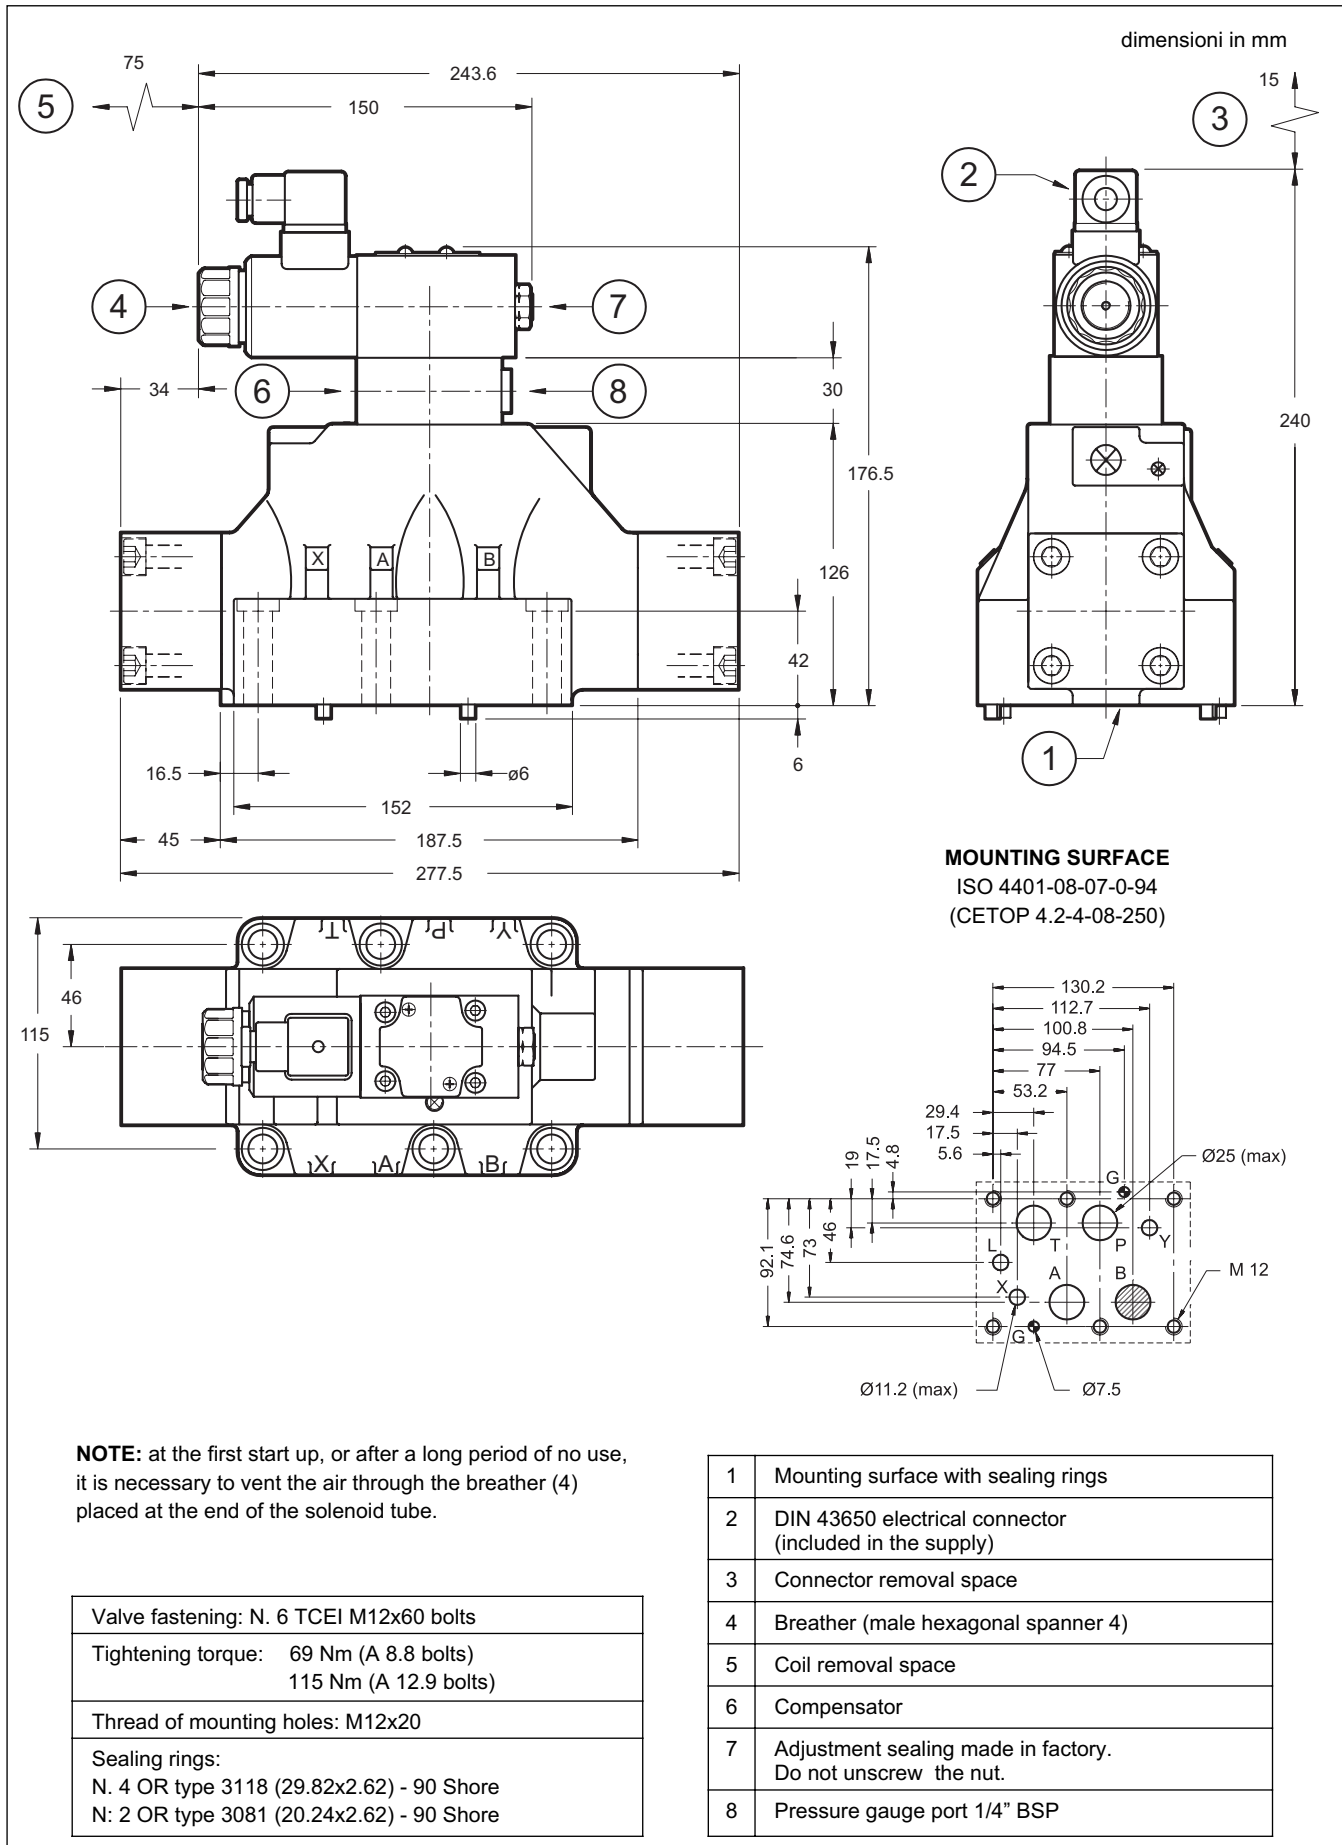 dimensioni in mm
75
243.6
150
5
15
3
2
4
7
34
6
8
30
240
176.5
X
A
B
126
42
6
1
16.5
ø6
152
45
187.5
277.5
MOUNTING SURFACE
ISO 4401-08-07-0-94
(CETOP 4.2-4-08-250)
T
P
Y
46
115
X
A
B
130.2
112.7
100.8
94.5
77
53.2
29.4
17.5
5.6
19
17.5
4.8
G
Ø25 (max)
92.1
74.6
73
46
L
T
P
Y
A
B
X
M 12
G
Ø11.2 (max)
Ø7.5
NOTE: at the first start up, or after a long period of no use,
it is necessary to vent the air through the breather (4)
placed at the end of the solenoid tube.
Valve fastening: N. 6 TCEI M12x60 bolts
Tightening torque: 69 Nm (A 8.8 bolts)
115 Nm (A 12.9 bolts)
Thread of mounting holes: M12x20
Sealing rings:
N. 4 OR type 3118 (29.82x2.62) - 90 Shore
N: 2 OR type 3081 (20.24x2.62) - 90 Shore
1 Mounting surface with sealing rings
2 DIN 43650 electrical connector
(included in the supply)
3 Connector removal space
4 Breather (male hexagonal spanner 4)
5 Coil removal space
6 Compensator
7 Adjustment sealing made in factory.
Do not unscrew the nut.
8 Pressure gauge port 1/4” BSP